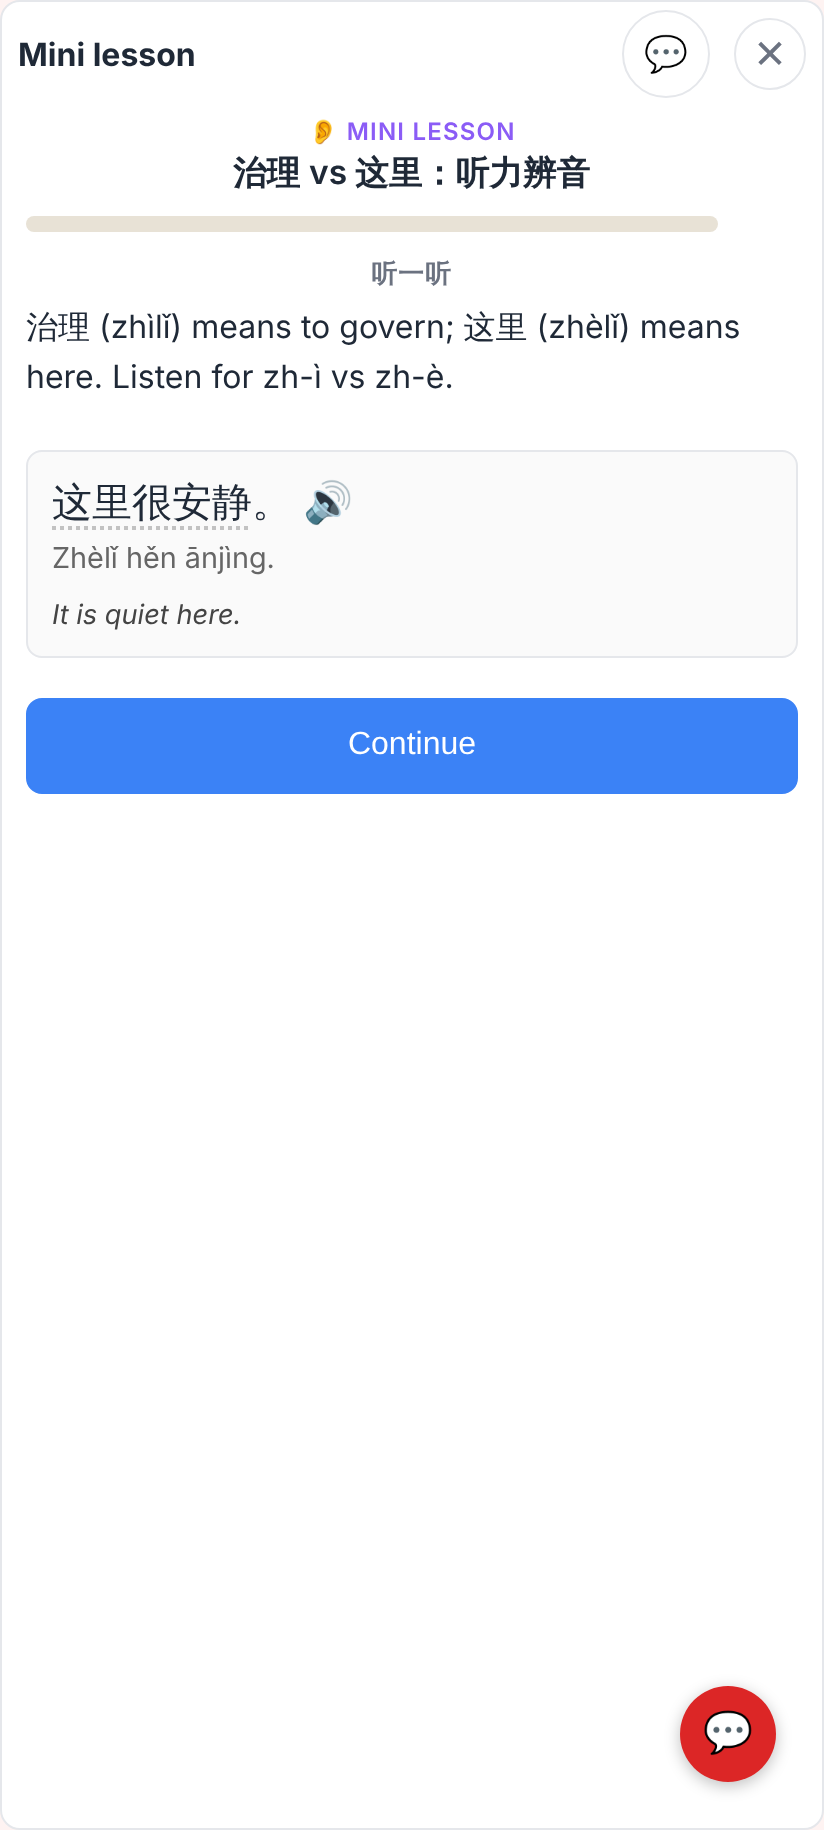 Mini lesson
MINI LESSON
治理 vs 这里：听力辨音
听一听
治理 (zhìlǐ) means to govern; 这里 (zhèlǐ) means
here. Listen for zh-ì vs zh-è.
这里很安静。
Zhèlǐ hěn ānjìng.
It is quiet here.
Continue